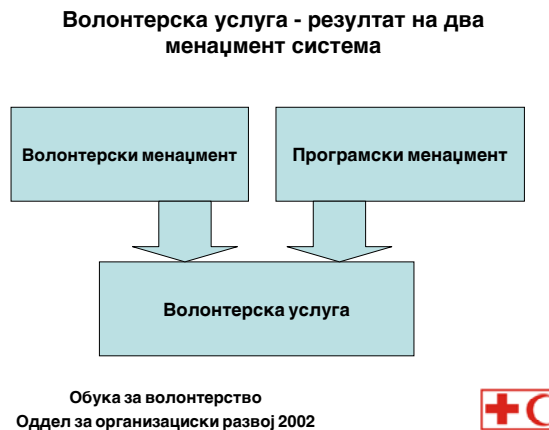 Волонтерска услуга - резултат на два
менаџмент система
Волонтерски менаџмент
Програмски менаџмент
Волонтерска услуга
Обука за волонтерство
Оддел за организациски развој 2002